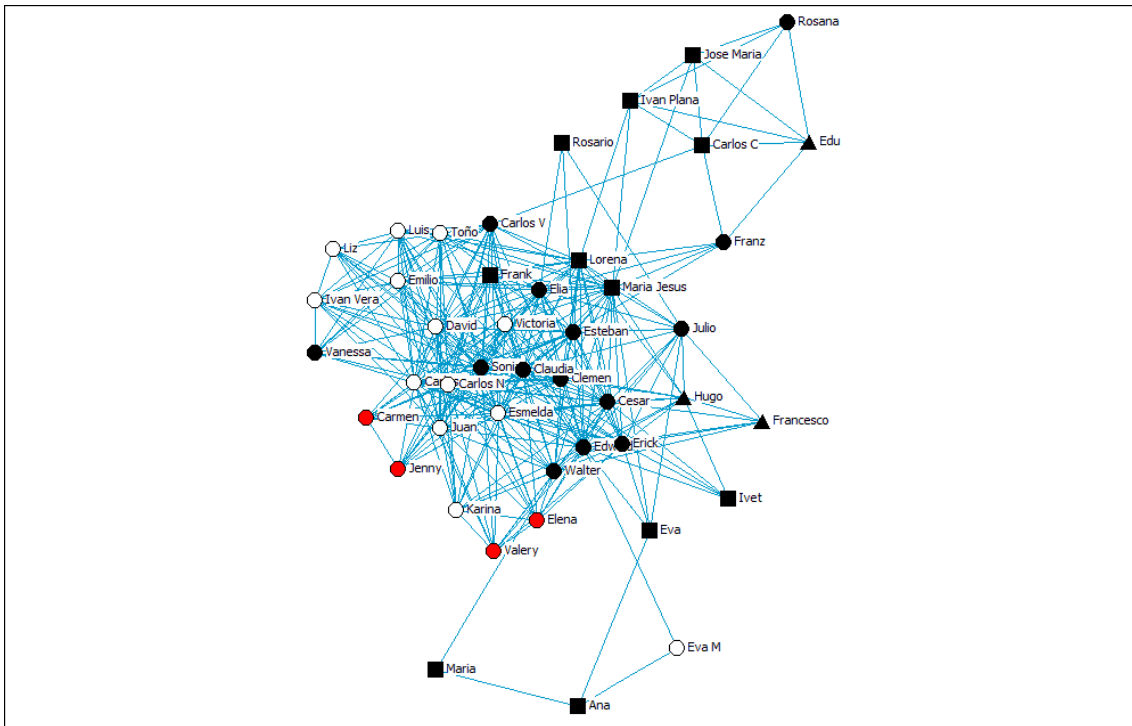 Rosana
Jose Maria
Ivan Plana
Rosario
Carlos C
Edu
Carlos V
Luis
Toño
Franz
Liz
Lorena
Frank
Emilio
Elia
Maria Jesus
Ivan Vera
David
Victoria
Esteban
Julio
Vanessa
Claudia
Clemen
Carlos N
Hugo
Cesar
Esmelda
Carmen
Francesco
Juan
Erick
Jenny
Walter
Ivet
Karina
Elena
Eva
Valery
Eva M
Maria
Ana